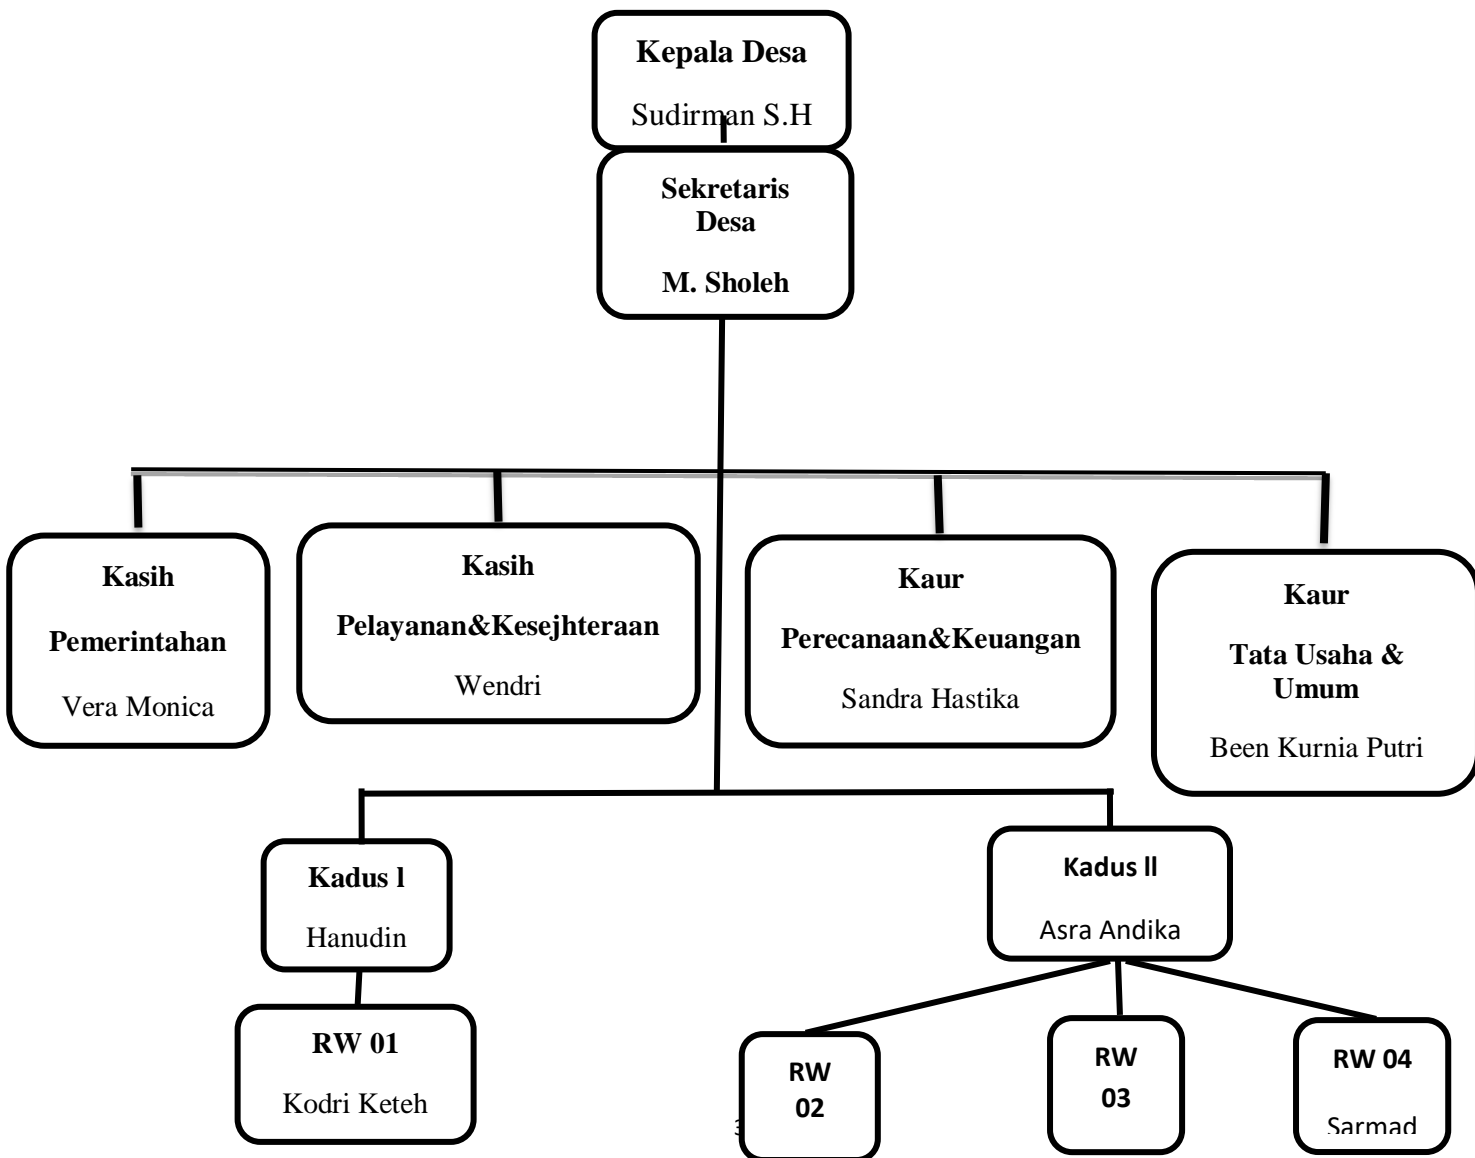 Kepala Desa
Sudirman S.H
Sekretaris
Desa
M. Sholeh
Kasih
Pemerintahan
Vera Monica
Kasih
Pelayanan&Kesejhteraan
Wendri
Kaur
Perecanaan&Keuangan
Sandra Hastika
Kaur
Tata Usaha &
Umum
Been Kurnia Putri
Kadus l
Hanudin
Kadus ll
Asra Andika
RW 01
Kodri Keteh
RW
02
RW
03
RW 04
Sarmad